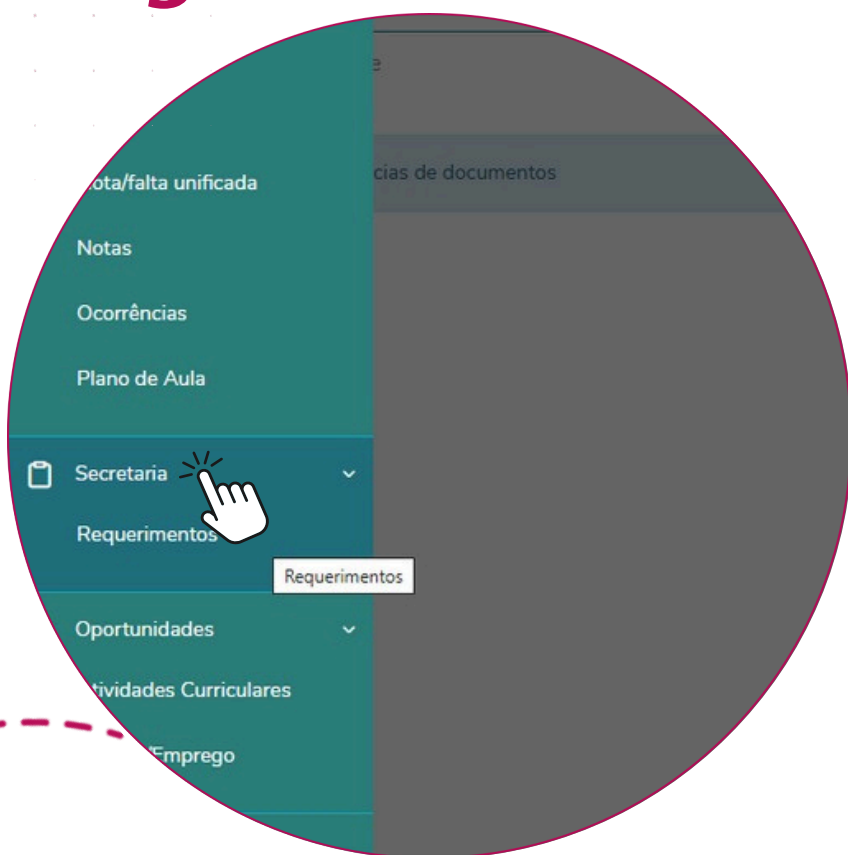 e
cias de documentos
ota/falta unificada
Notas
Ocorrências
Plano de Aula
Secretaria
Requerimentos
Requerimentos
Oportunidades
tividades Curriculares
/Emprego